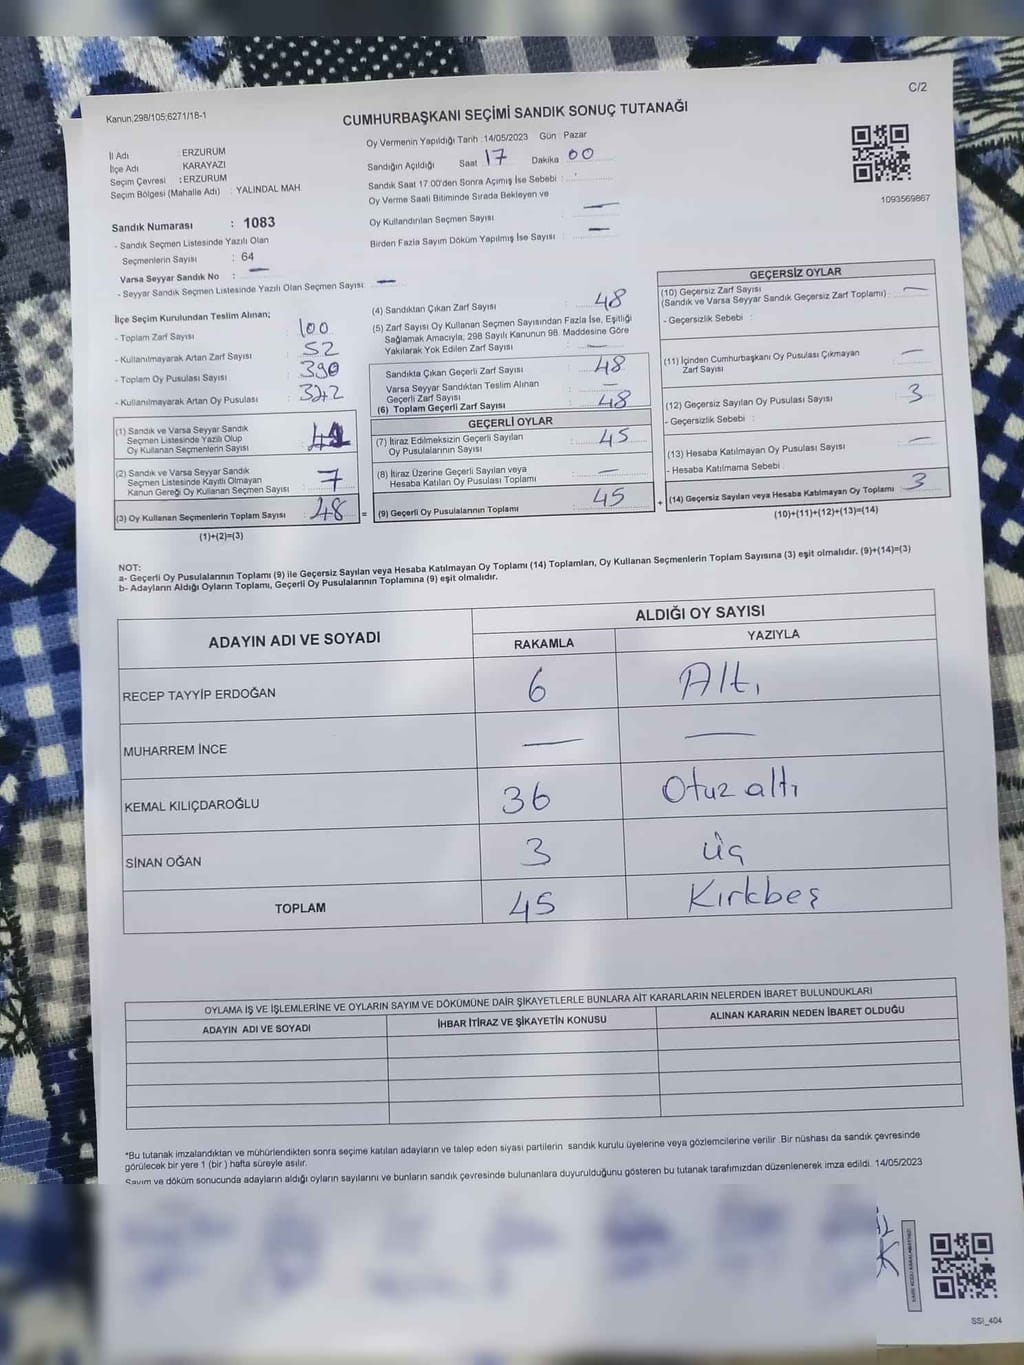 C/2
Kanun,298/105;6271/18-1
CUMHURBAŞKANI SEÇİMİ SANDIK SONUÇ TUTANAĞI
İl Adı : ERZURUM
İlçe Adı : KARAYAZI
Seçim Çevresi : ERZURUM
Seçim Bölgesi (Mahalle Adı) : YALINDAL MAH.
Oy Vermenin Yapıldığı Tarih : 14/05/2023 Gün : Pazar
Sandığın Açıldığı Saat 17 Dakika 00
Sandık Saat 17.00'den Sonra Açımış İse Sebebi :
Oy Verme Saati Bitiminde Sırada Bekleyen ve
Oy Kullandırılan Seçmen Sayısı : —
Birden Fazla Sayım Döküm Yapılmış İse Sayısı : —
1093569867
Sandık Numarası : 1083
- Sandık Seçmen Listesinde Yazılı Olan
Seçmenlerin Sayısı : 64
Varsa Seyyar Sandık No : —
- Seyyar Sandık Seçmen Listesinde Yazılı Olan Seçmen Sayısı : —
İlçe Seçim Kurulundan Teslim Alınan;
- Toplam Zarf Sayısı : 100
- Kullanılmayarak Artan Zarf Sayısı : 52
- Toplam Oy Pusulası Sayısı : 390
- Kullanılmayarak Artan Oy Pusulası : 342
(1) Sandık ve Varsa Seyyar Sandık
Seçmen Listesinde Yazılı Olup
Oy Kullanan Seçmenlerin Sayısı :
(2) Sandık ve Varsa Seyyar Sandık
Seçmen Listesinde Kayıtlı Olmayan
Kanun Gereği Oy Kullanan Seçmen Sayısı : 7
(3) Oy Kullanan Seçmenlerin Toplam Sayısı : 48
(1)+(2)=(3)
(4) Sandıktan Çıkan Zarf Sayısı : 48
(5) Zarf Sayısı Oy Kullanan Seçmen Sayısından Fazla İse, Eşitliği
Sağlamak Amacıyla, 298 Sayılı Kanunun 98. Maddesine Göre
Yakılarak Yok Edilen Zarf Sayısı : —
Sandıkta Çıkan Geçerli Zarf Sayısı : 48
Varsa Seyyar Sandıktan Teslim Alınan
Geçerli Zarf Sayısı : —
(6) Toplam Geçerli Zarf Sayısı : 48
GEÇERLİ OYLAR
(7) İtiraz Edilmeksizin Geçerli Sayılan
Oy Pusulalarının Sayısı : 45
(8) İtiraz Üzerine Geçerli Sayılan veya
Hesaba Katılan Oy Pusulası Toplamı : —
= (9) Geçerli Oy Pusulalarının Toplamı : 45 +
GEÇERSİZ OYLAR
(10) Geçersiz Zarf Sayısı
(Sandık ve Varsa Seyyar Sandık Geçersiz Zarf Toplamı) : —
- Geçersizlik Sebebi :
(11) İçinden Cumhurbaşkanı Oy Pusulası Çıkmayan
Zarf Sayısı : —
(12) Geçersiz Sayılan Oy Pusulası Sayısı : 3
- Geçersizlik Sebebi :
(13) Hesaba Katılmayan Oy Pusulası Sayısı : —
- Hesaba Katılmama Sebebi :
(14) Geçersiz Sayılan veya Hesaba Katılmayan Oy Toplamı : 3
(10)+(11)+(12)+(13)=(14)
NOT:
a- Geçerli Oy Pusulalarının Toplamı (9) ile Geçersiz Sayılan veya Hesaba Katılmayan Oy Toplamı (14) Toplamları, Oy Kullanan Seçmenlerin Toplam Sayısına (3) eşit olmalıdır. (9)+(14)=(3)
b- Adayların Aldığı Oyların Toplamı, Geçerli Oy Pusulalarının Toplamına (9) eşit olmalıdır.
ADAYIN ADI VE SOYADI ALDIĞI OY SAYISI
RAKAMLA YAZIYLA
RECEP TAYYİP ERDOĞAN 6 Altı
MUHARREM İNCE — —
KEMAL KILIÇDAROĞLU 36 Otuz altı
SİNAN OĞAN 3 üç
TOPLAM 45 Kırkbeş
OYLAMA İŞ VE İŞLEMLERİNE VE OYLARIN SAYIM VE DÖKÜMÜNE DAİR ŞİKAYETLERLE BUNLARA AİT KARARLARIN NELERDEN İBARET BULUNDUKLARI
ADAYIN ADI VE SOYADI İHBAR İTİRAZ VE ŞİKAYETİN KONUSU ALINAN KARARIN NEDEN İBARET OLDUĞU
*Bu tutanak imzalandıktan ve mühürlendikten sonra seçime katılan adayların ve talep eden siyasi partilerin sandık kurulu üyelerine veya gözlemcilerine verilir .Bir nüshası da sandık çevresinde
görülecek bir yere 1 (bir ) hafta süreyle asılır.
Sayım ve döküm sonucunda adayların aldığı oyların sayılarını ve bunların sandık çevresinde bulunanlara duyurulduğunu gösteren bu tutanak tarafımızdan düzenlenerek imza edildi. 14/05/2023
SSİ_404